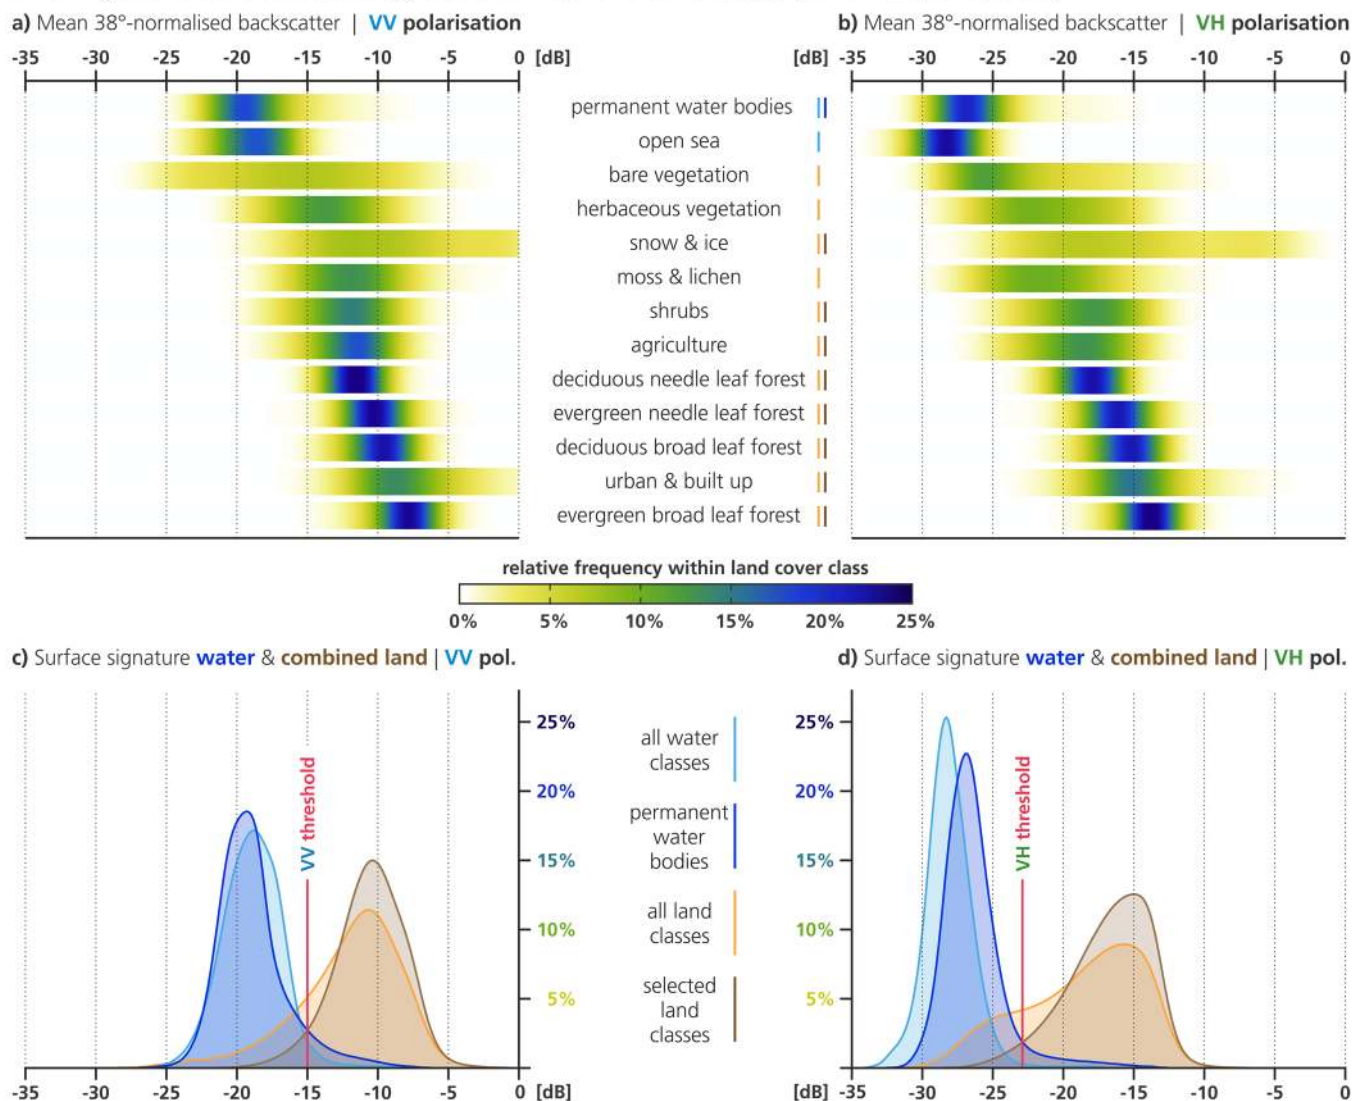 a) Mean 38°-normalised backscatter | VV polarisation
b) Mean 38°-normalised backscatter | VH polarisation
-35 -30 -25 -20 -15 -10 -5 0 [dB]
[dB] -35 -30 -25 -20 -15 -10 -5 0
permanent water bodies
open sea
bare vegetation
herbaceous vegetation
snow & ice
moss & lichen
shrubs
agriculture
deciduous needle leaf forest
evergreen needle leaf forest
deciduous broad leaf forest
urban & built up
evergreen broad leaf forest
relative frequency within land cover class
0% 5% 10% 15% 20% 25%
c) Surface signature water & combined land | VV pol.
d) Surface signature water & combined land | VH pol.
25%
20%
15%
10%
5%
VV threshold
all water
classes
permanent
water
bodies
all land
classes
selected
land
classes
25%
20%
15%
10%
5%
VH threshold
-35 -30 -25 -20 -15 -10 -5 0 [dB]
[dB] -35 -30 -25 -20 -15 -10 -5 0